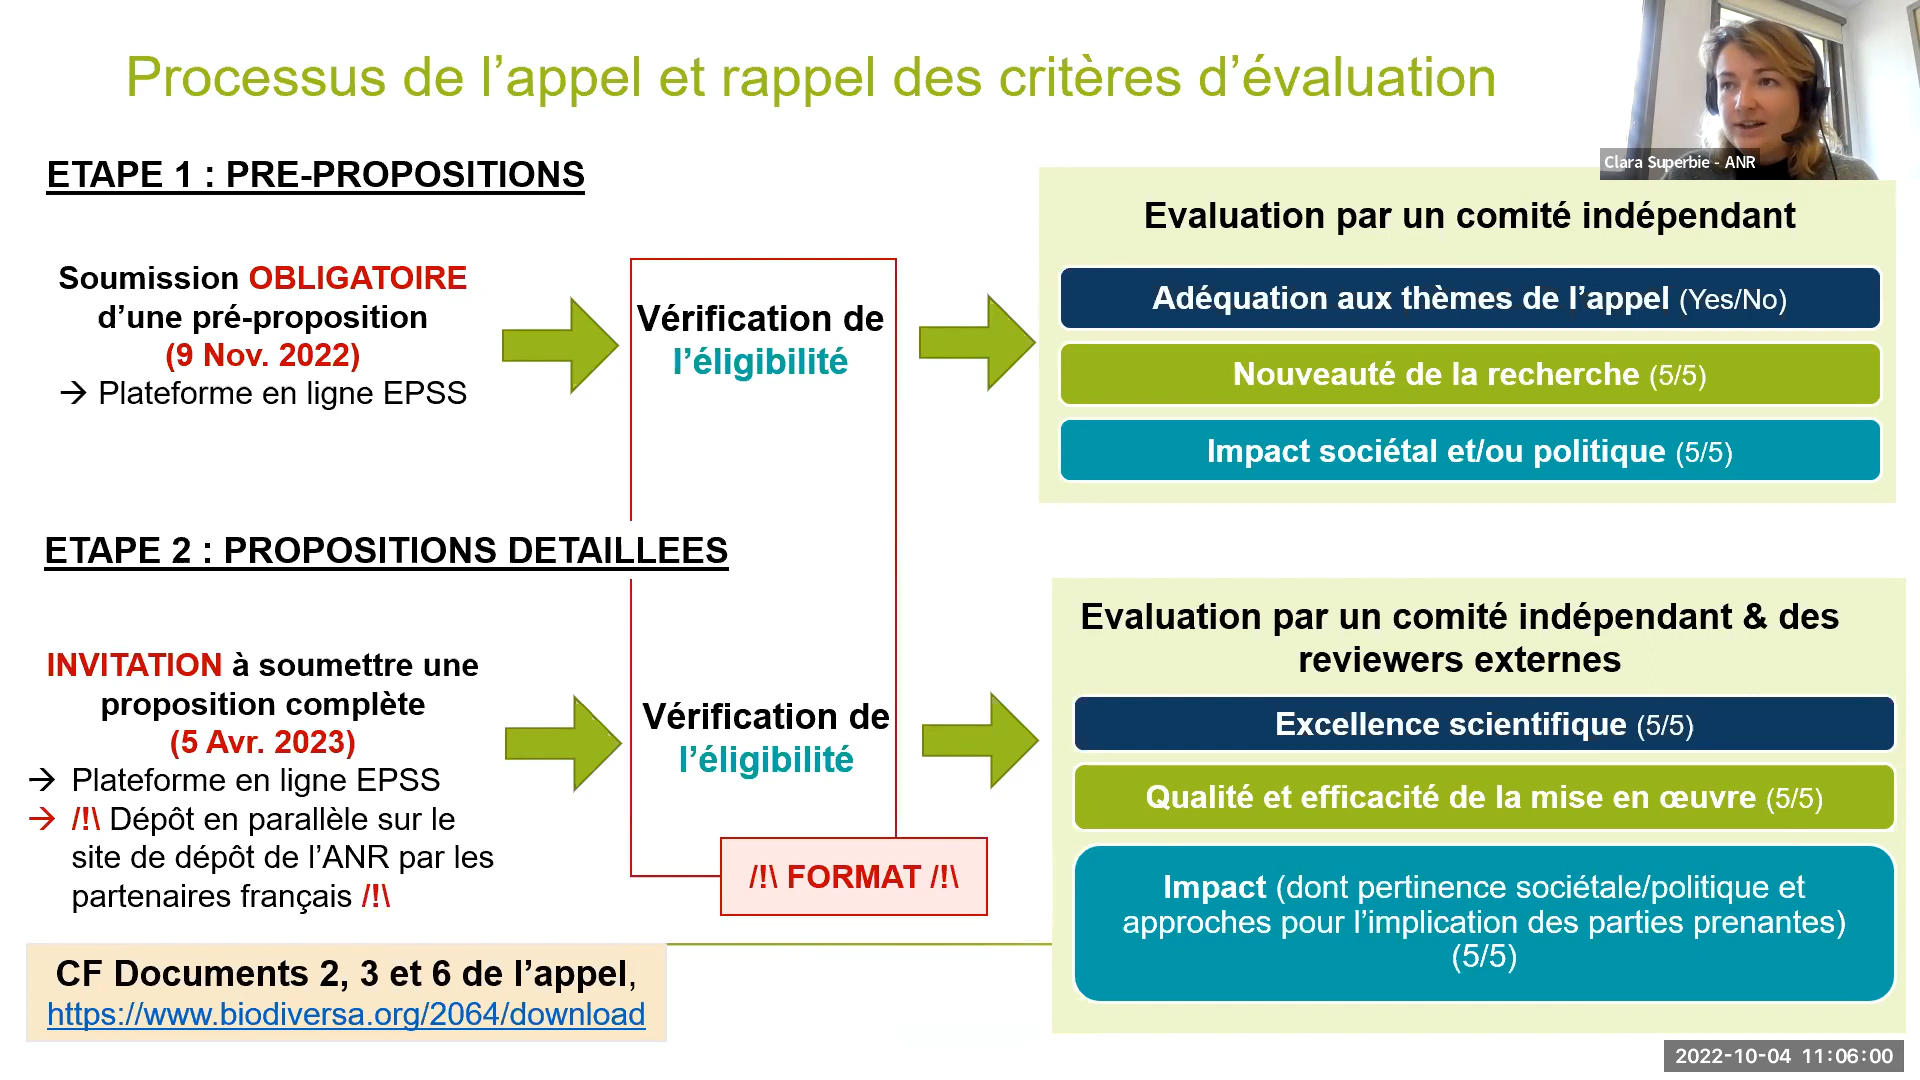 Processus de l’appel et rappel des critères d’évaluation
Clara Superbie - ANR
ETAPE 1 : PRE-PROPOSITIONS
Soumission OBLIGATOIRE
d’une pré-proposition
(9 Nov. 2022)
→ Plateforme en ligne EPSS
Vérification de
l’éligibilité
Evaluation par un comité indépendant
Adéquation aux thèmes de l’appel (Yes/No)
Nouveauté de la recherche (5/5)
Impact sociétal et/ou politique (5/5)
ETAPE 2 : PROPOSITIONS DETAILLEES
INVITATION à soumettre une
proposition complète
(5 Avr. 2023)
→ Plateforme en ligne EPSS
→ /!\ Dépôt en parallèle sur le
site de dépôt de l’ANR par les
partenaires français /!\
Vérification de
l’éligibilité
/!\ FORMAT /!\
Evaluation par un comité indépendant & des
reviewers externes
Excellence scientifique (5/5)
Qualité et efficacité de la mise en œuvre (5/5)
Impact (dont pertinence sociétale/politique et
approches pour l’implication des parties prenantes)
(5/5)
CF Documents 2, 3 et 6 de l’appel,
https://www.biodiversa.org/2064/download
2022-10-04 11:06:00